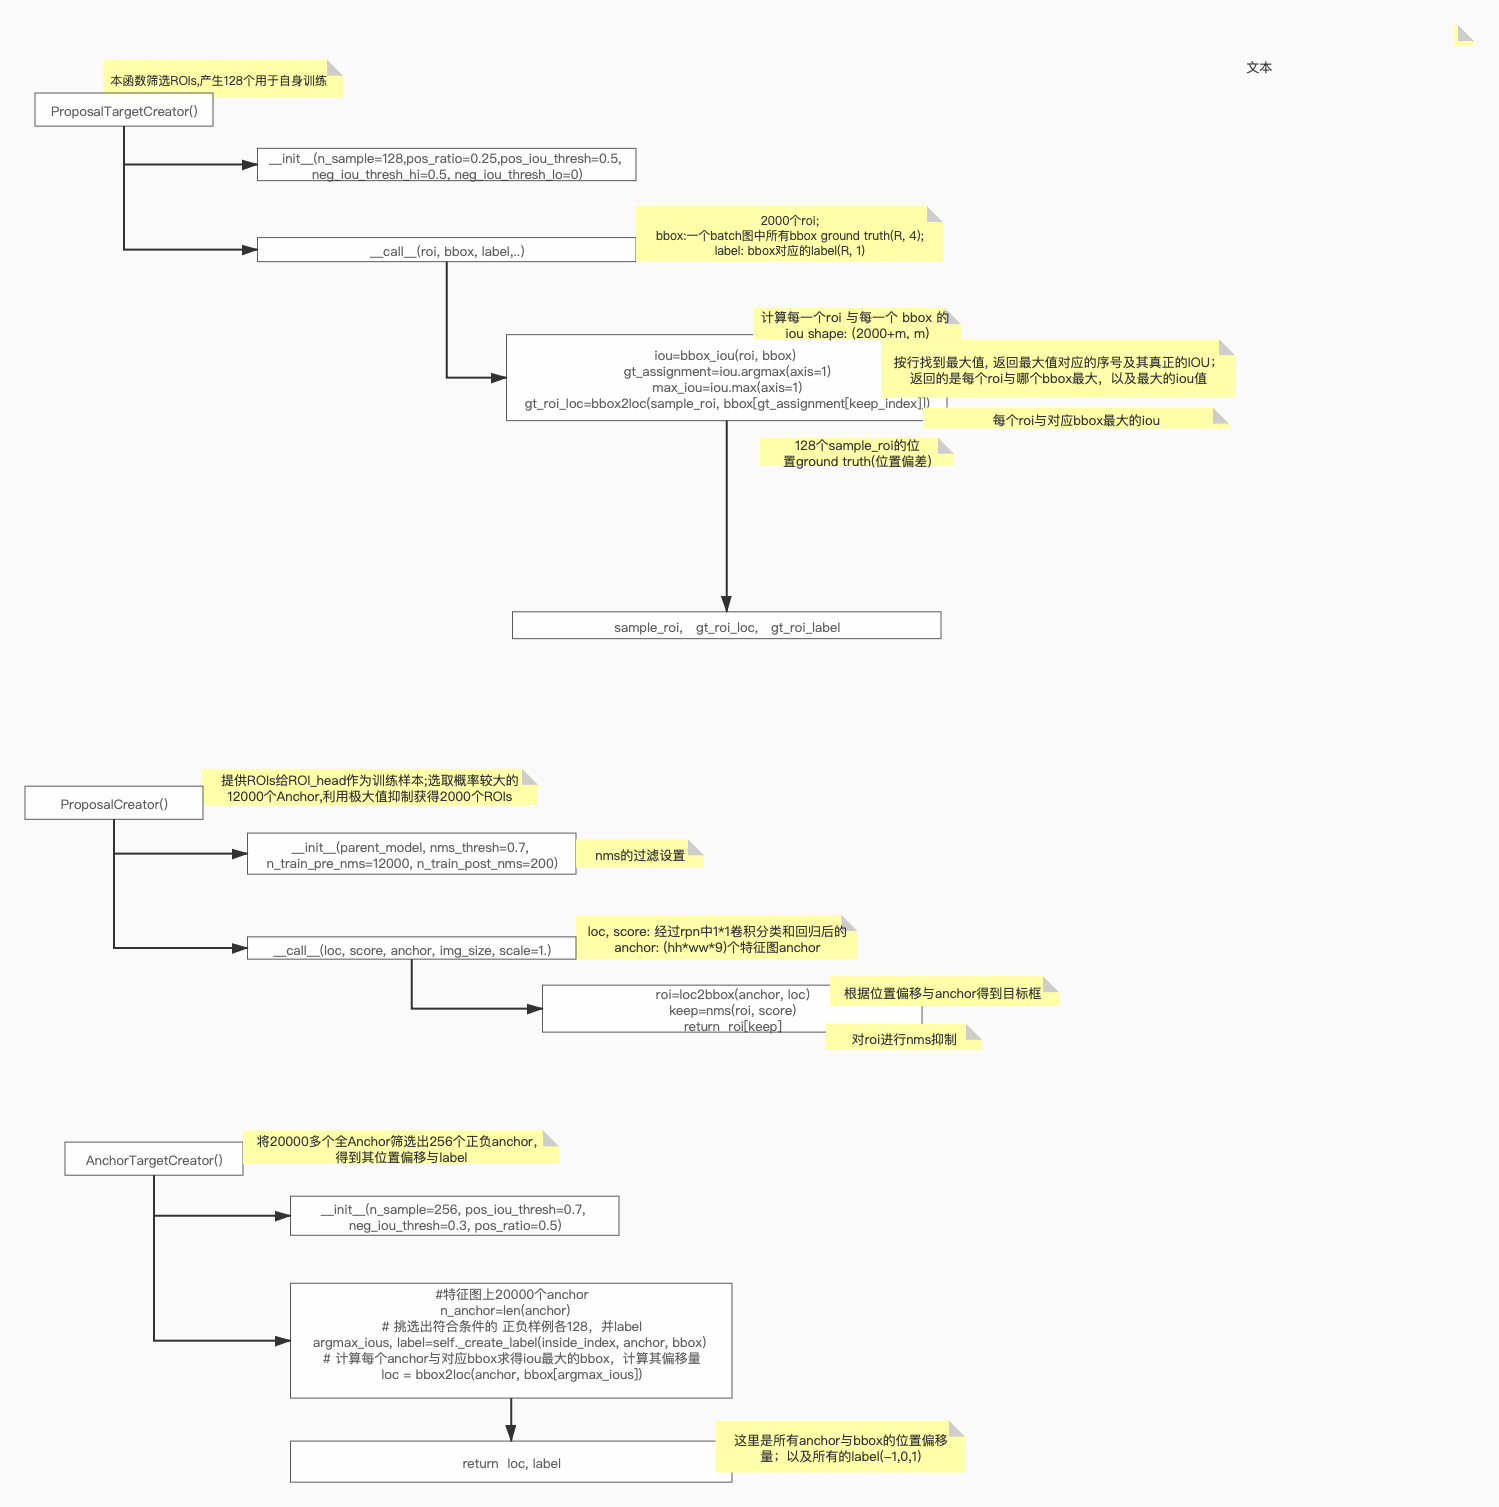 文本
本函数筛选ROIs,产生128个用于自身训练
ProposalTargetCreator()
__init__(n_sample=128,pos_ratio=0.25,pos_iou_thresh=0.5,
neg_iou_thresh_hi=0.5, neg_iou_thresh_lo=0)
__call__(roi, bbox, label,..)
2000个roi;
bbox:一个batch图中所有bbox ground truth(R, 4);
label: bbox对应的label(R, 1)
计算每一个roi 与每一个 bbox 的
iou shape: (2000+m, m)
iou=bbox_iou(roi, bbox)
gt_assignment=iou.argmax(axis=1)
max_iou=iou.max(axis=1)
gt_roi_loc=bbox2loc(sample_roi, bbox[gt_assignment[keep_index]])
按行找到最大值, 返回最大值对应的序号及其真正的IOU;
返回的是每个roi与哪个bbox最大，以及最大的iou值
每个roi与对应bbox最大的iou
128个sample_roi的位
置ground truth(位置偏差)
sample_roi, gt_roi_loc, gt_roi_label
提供ROIs给ROI_head作为训练样本;选取概率较大的
12000个Anchor,利用极大值抑制获得2000个ROIs
ProposalCreator()
__init__(parent_model, nms_thresh=0.7,
n_train_pre_nms=12000, n_train_post_nms=200)
nms的过滤设置
__call__(loc, score, anchor, img_size, scale=1.)
loc, score: 经过rpn中1*1卷积分类和回归后的
anchor: (hh*ww*9)个特征图anchor
roi=loc2bbox(anchor, loc)
keep=nms(roi, score)
return roi[keep]
根据位置偏移与anchor得到目标框
对roi进行nms抑制
将20000多个全Anchor筛选出256个正负anchor,
得到其位置偏移与label
AnchorTargetCreator()
__init__(n_sample=256, pos_iou_thresh=0.7,
neg_iou_thresh=0.3, pos_ratio=0.5)
#特征图上20000个anchor
n_anchor=len(anchor)
# 挑选出符合条件的 正负样例各128，并label
argmax_ious, label=self._create_label(inside_index, anchor, bbox)
# 计算每个anchor与对应bbox求得iou最大的bbox，计算其偏移量
loc = bbox2loc(anchor, bbox[argmax_ious])
return loc, label
这里是所有anchor与bbox的位置偏移
量；以及所有的label(-1,0,1)